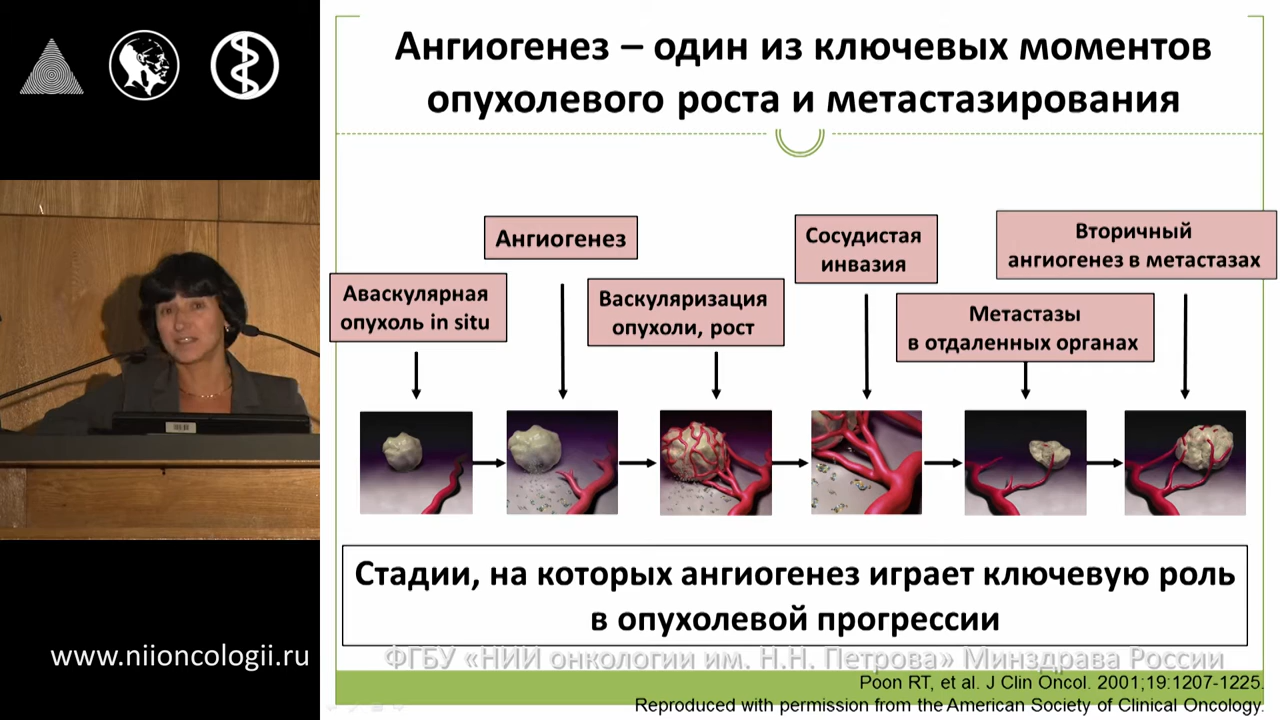 Ангиогенез – один из ключевых моментов
опухолевого роста и метастазирования
Аваскулярная
опухоль in situ
Ангиогенез
Васкуляризация
опухоли, рост
Сосудистая
инвазия
Метастазы
в отдаленных органах
Вторичный
ангиогенез в метастазах
Стадии, на которых ангиогенез играет ключевую роль
в опухолевой прогрессии
www.niioncologii.ru
ФГБУ «НИИ онкологии им. Н.Н. Петрова» Минздрава России
Poon RT, et al. J Clin Oncol. 2001;19:1207-1225.
Reproduced with permission from the American Society of Clinical Oncology.